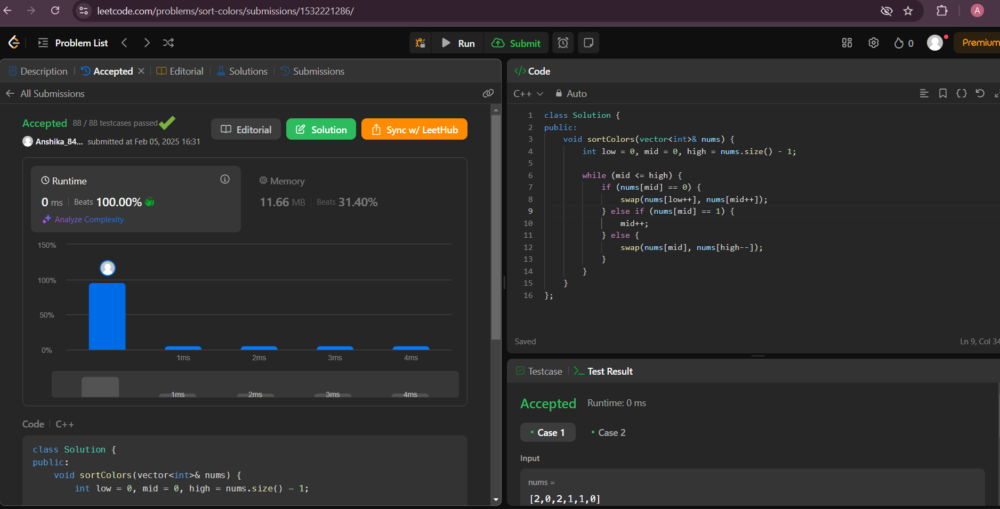 leetcode.com/problems/sort-colors/submissions/1532221286/
A
Problem List
Run
Submit
0
Premium
Description
Accepted
Editorial
Solutions
Submissions
All Submissions
Accepted 88 / 88 testcases passed
Anshika_84... submitted at Feb 05, 2025 16:31
Editorial
Solution
Sync w/ LeetHub
Runtime
0 ms Beats 100.00%
Analyze Complexity
Memory
11.66 MB Beats 31.40%
150%
100%
50%
0%
1ms 2ms 3ms 4ms
1ms 2ms 3ms 4ms
Code C++
class Solution {
public:
    void sortColors(vector<int>& nums) {
        int low = 0, mid = 0, high = nums.size() - 1;
</> Code
C++ Auto
1 class Solution {
2 public:
3     void sortColors(vector<int>& nums) {
4         int low = 0, mid = 0, high = nums.size() - 1;
5
6         while (mid <= high) {
7             if (nums[mid] == 0) {
8                 swap(nums[low++], nums[mid++]);
9             } else if (nums[mid] == 1) {
10                 mid++;
11             } else {
12                 swap(nums[mid], nums[high--]);
13             }
14         }
15     }
16 };
Saved
Ln 9, Col 34
Testcase
Test Result
Accepted Runtime: 0 ms
Case 1 Case 2
Input
nums =
[2,0,2,1,1,0]